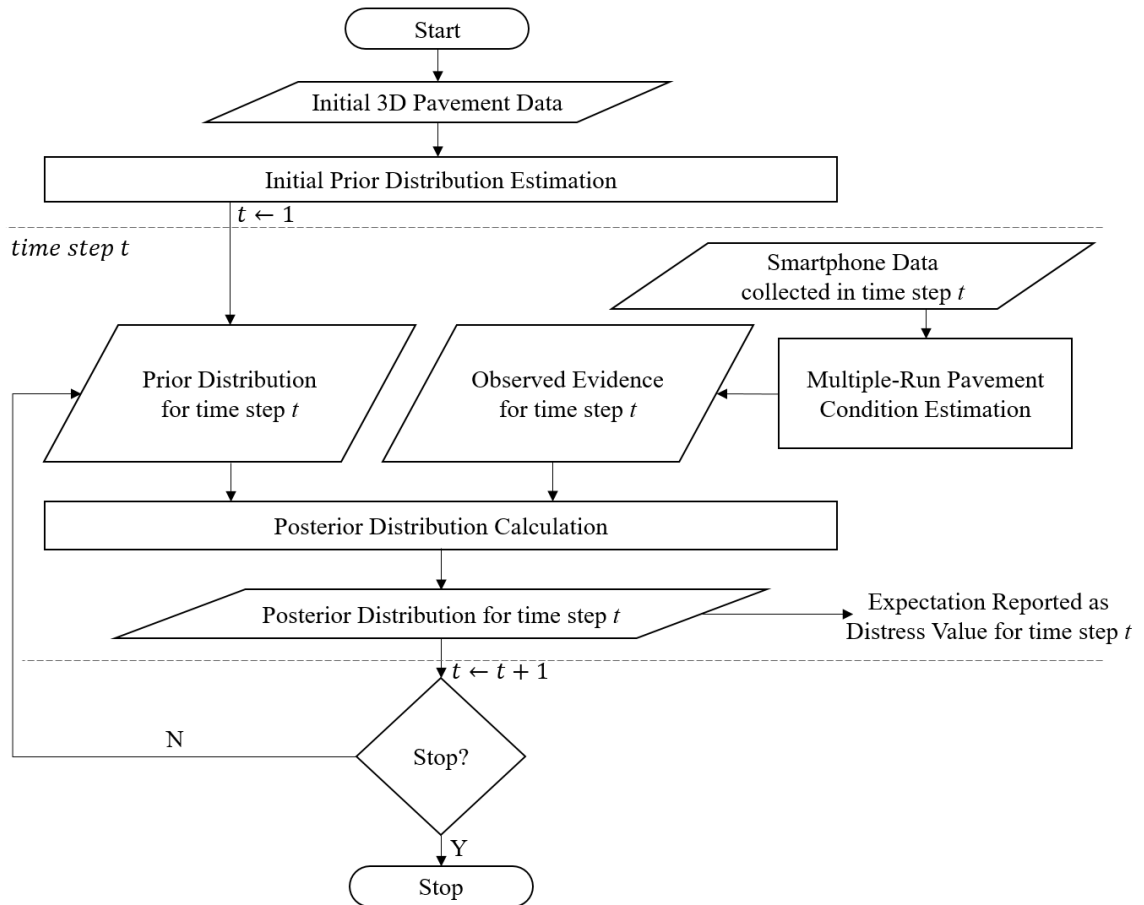 Start
Initial 3D Pavement Data
Initial Prior Distribution Estimation
t ← 1
time step t
Smartphone Data
collected in time step t
Prior Distribution
for time step t
Observed Evidence
for time step t
Multiple-Run Pavement
Condition Estimation
Posterior Distribution Calculation
Posterior Distribution for time step t
Expectation Reported as
Distress Value for time step t
t ← t + 1
N
Stop?
Y
Stop